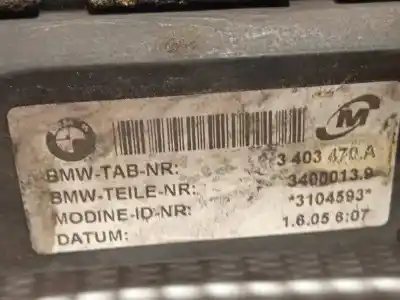 BMW-TAB-NR: 3 403 470.A
BMW-TEILE-NR: 3400013.9
MODINE-ID-NR: *3104593*
DATUM: 1.6.05 6:07